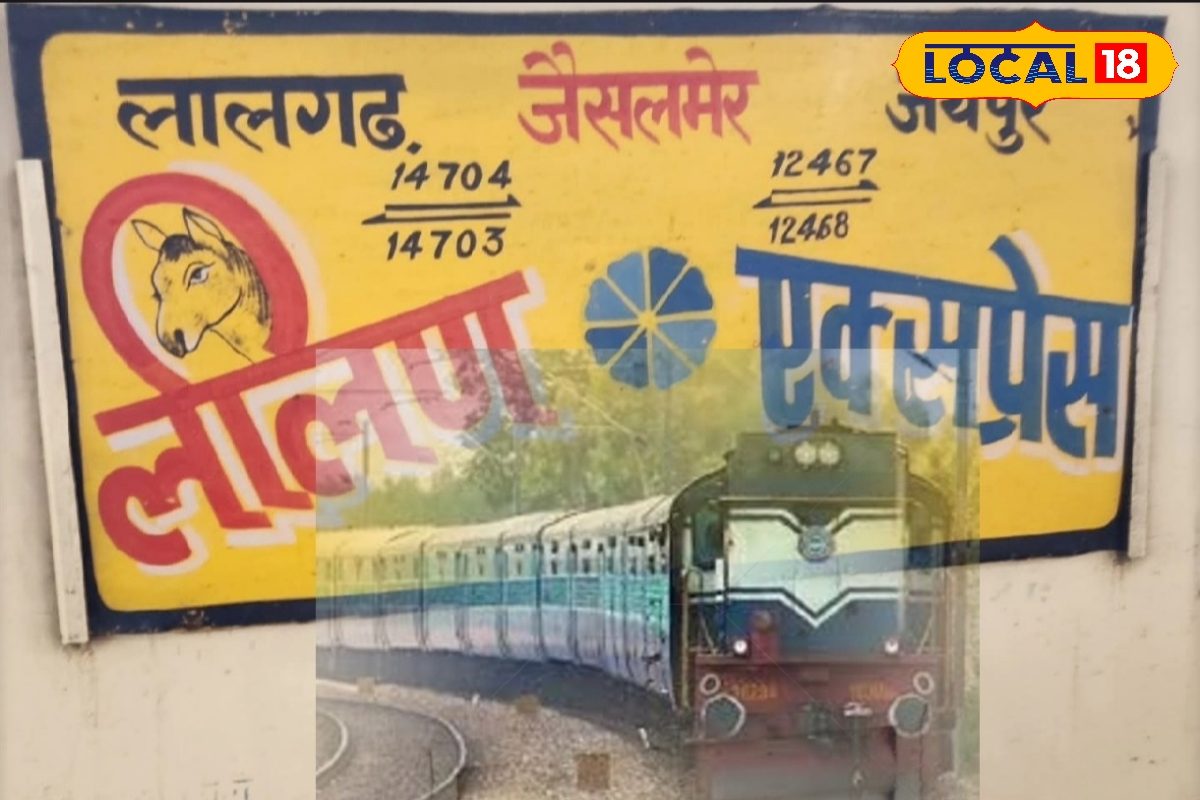 LOCAL 18
लालगढ़ जैसलमेर जयपुर
14704 12467
14703 12468
लीलण एक्सप्रेस